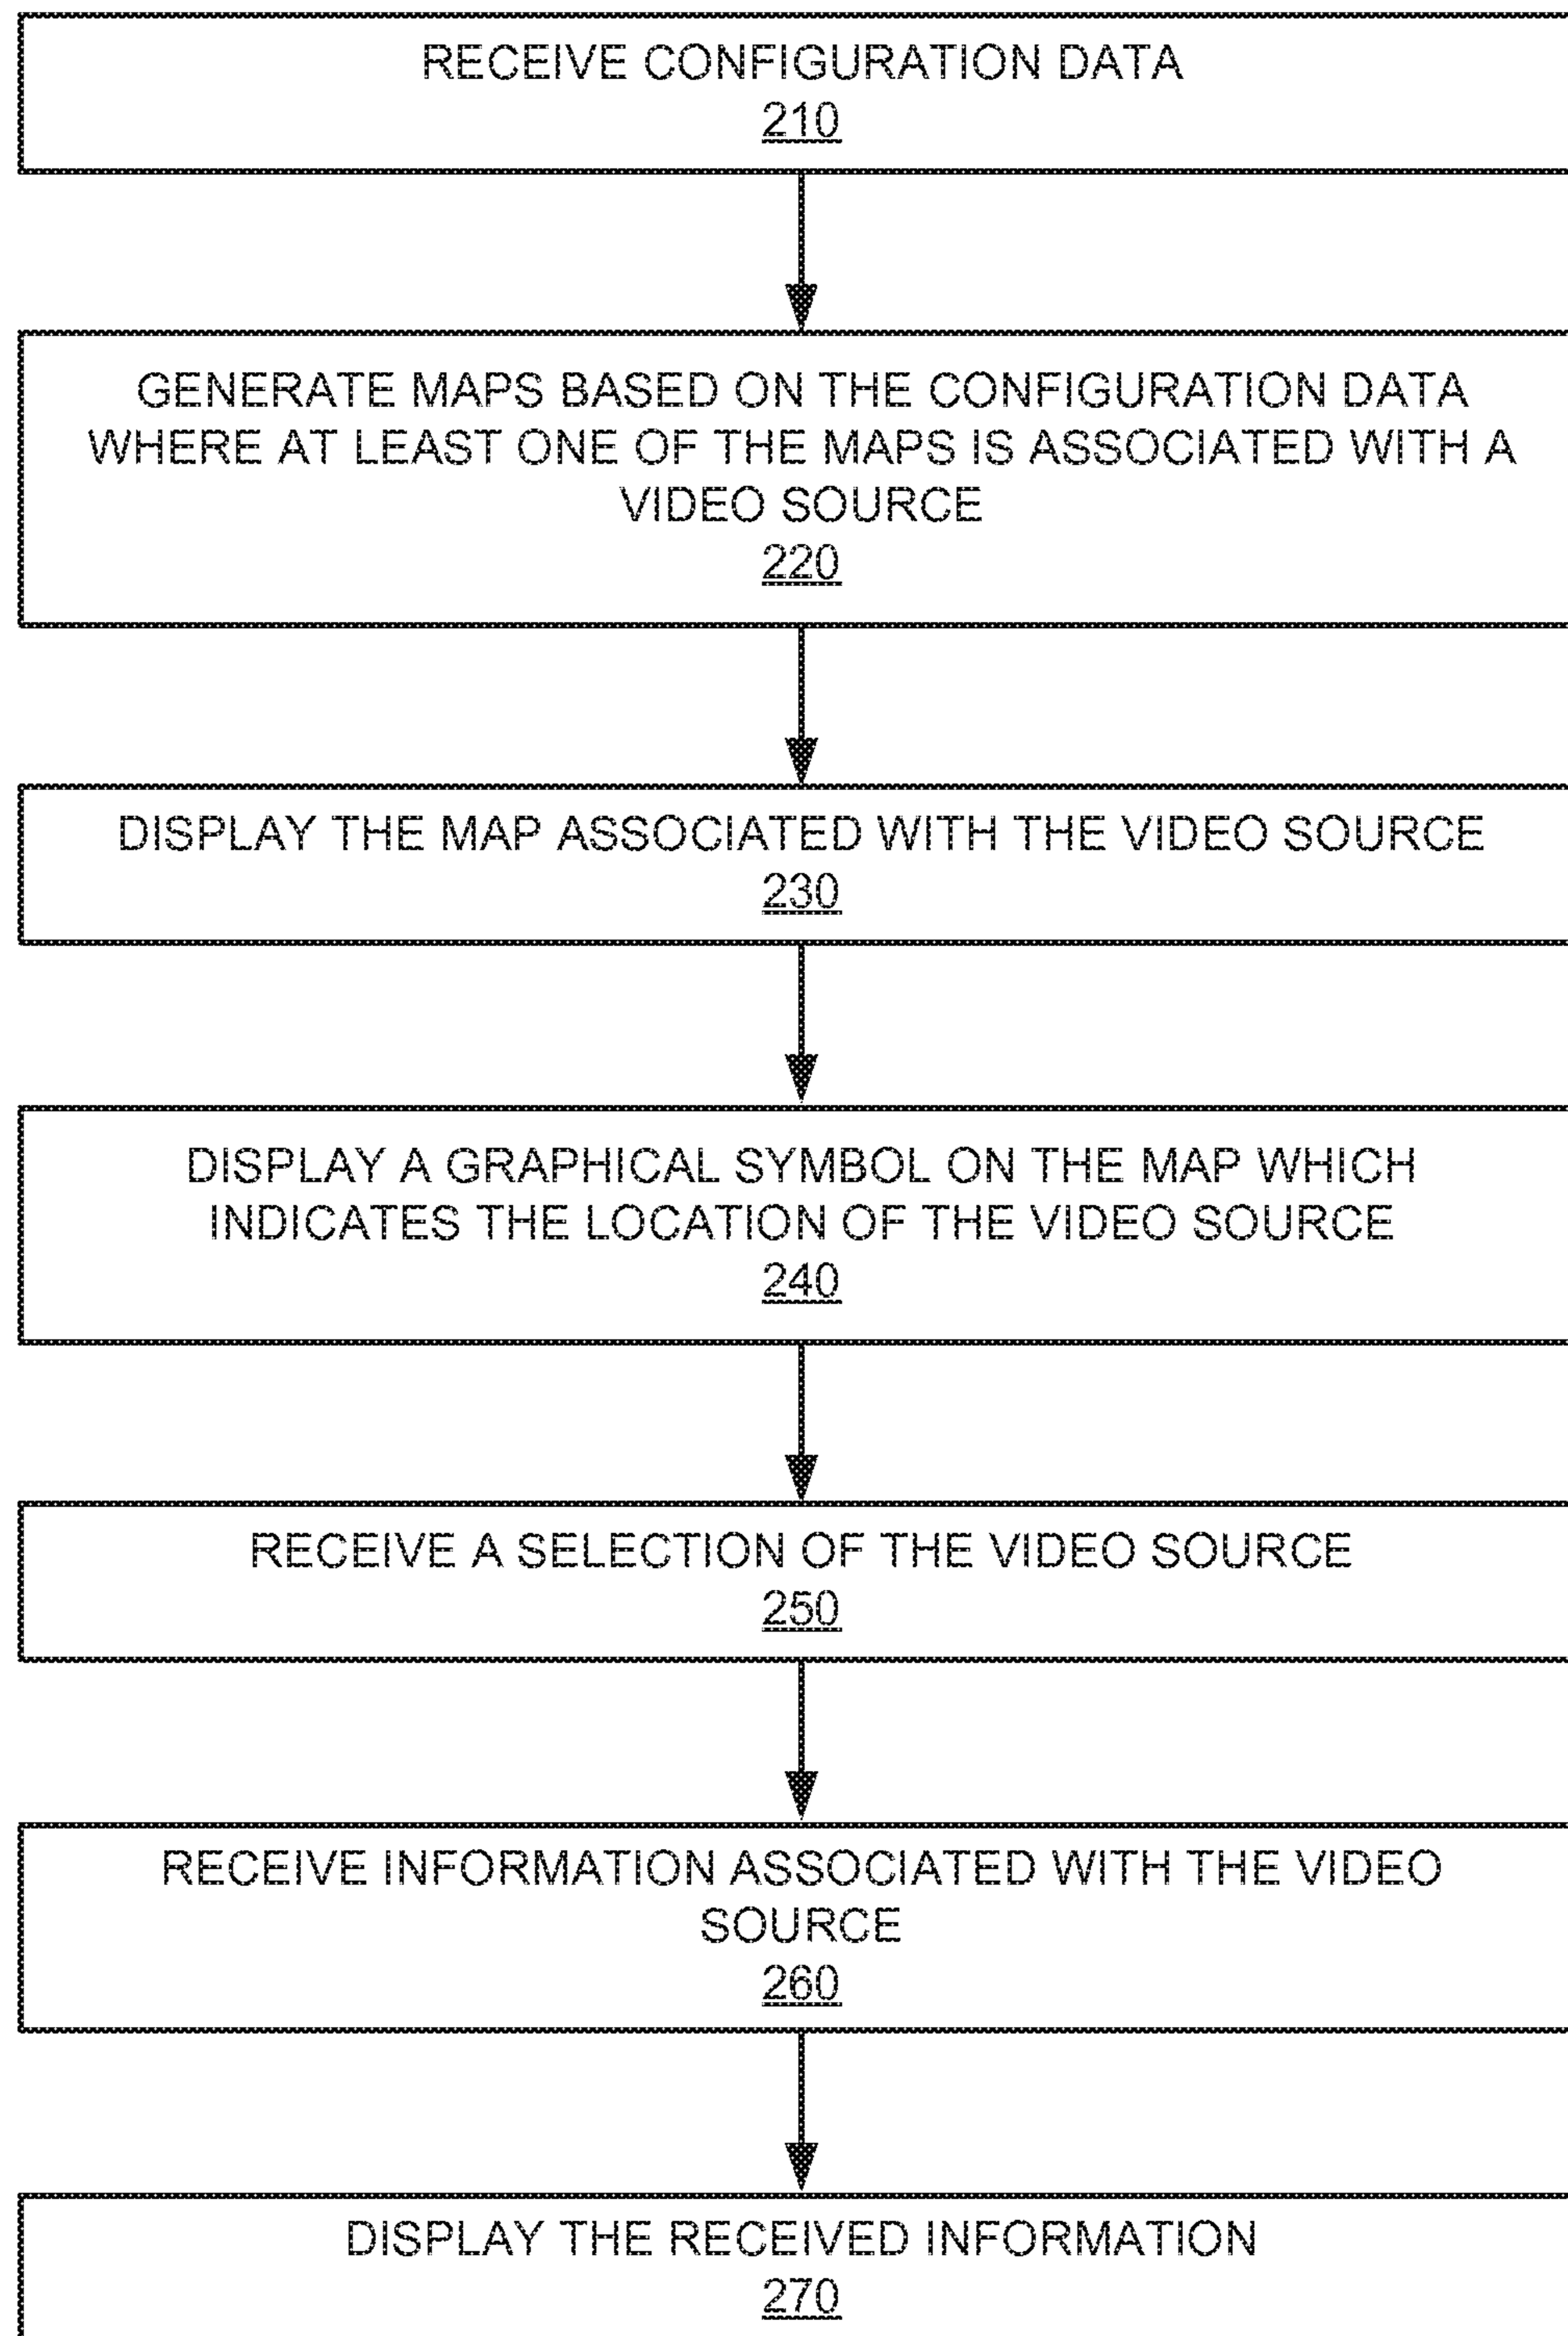 RECEIVE CONFIGURATION DATA
210
GENERATE MAPS BASED ON THE CONFIGURATION DATA
WHERE AT LEAST ONE OF THE MAPS IS ASSOCIATED WITH A
VIDEO SOURCE
220
DISPLAY THE MAP ASSOCIATED WITH THE VIDEO SOURCE
230
DISPLAY A GRAPHICAL SYMBOL ON THE MAP WHICH
INDICATES THE LOCATION OF THE VIDEO SOURCE
240
RECEIVE A SELECTION OF THE VIDEO SOURCE
250
RECEIVE INFORMATION ASSOCIATED WITH THE VIDEO
SOURCE
260
DISPLAY THE RECEIVED INFORMATION
270